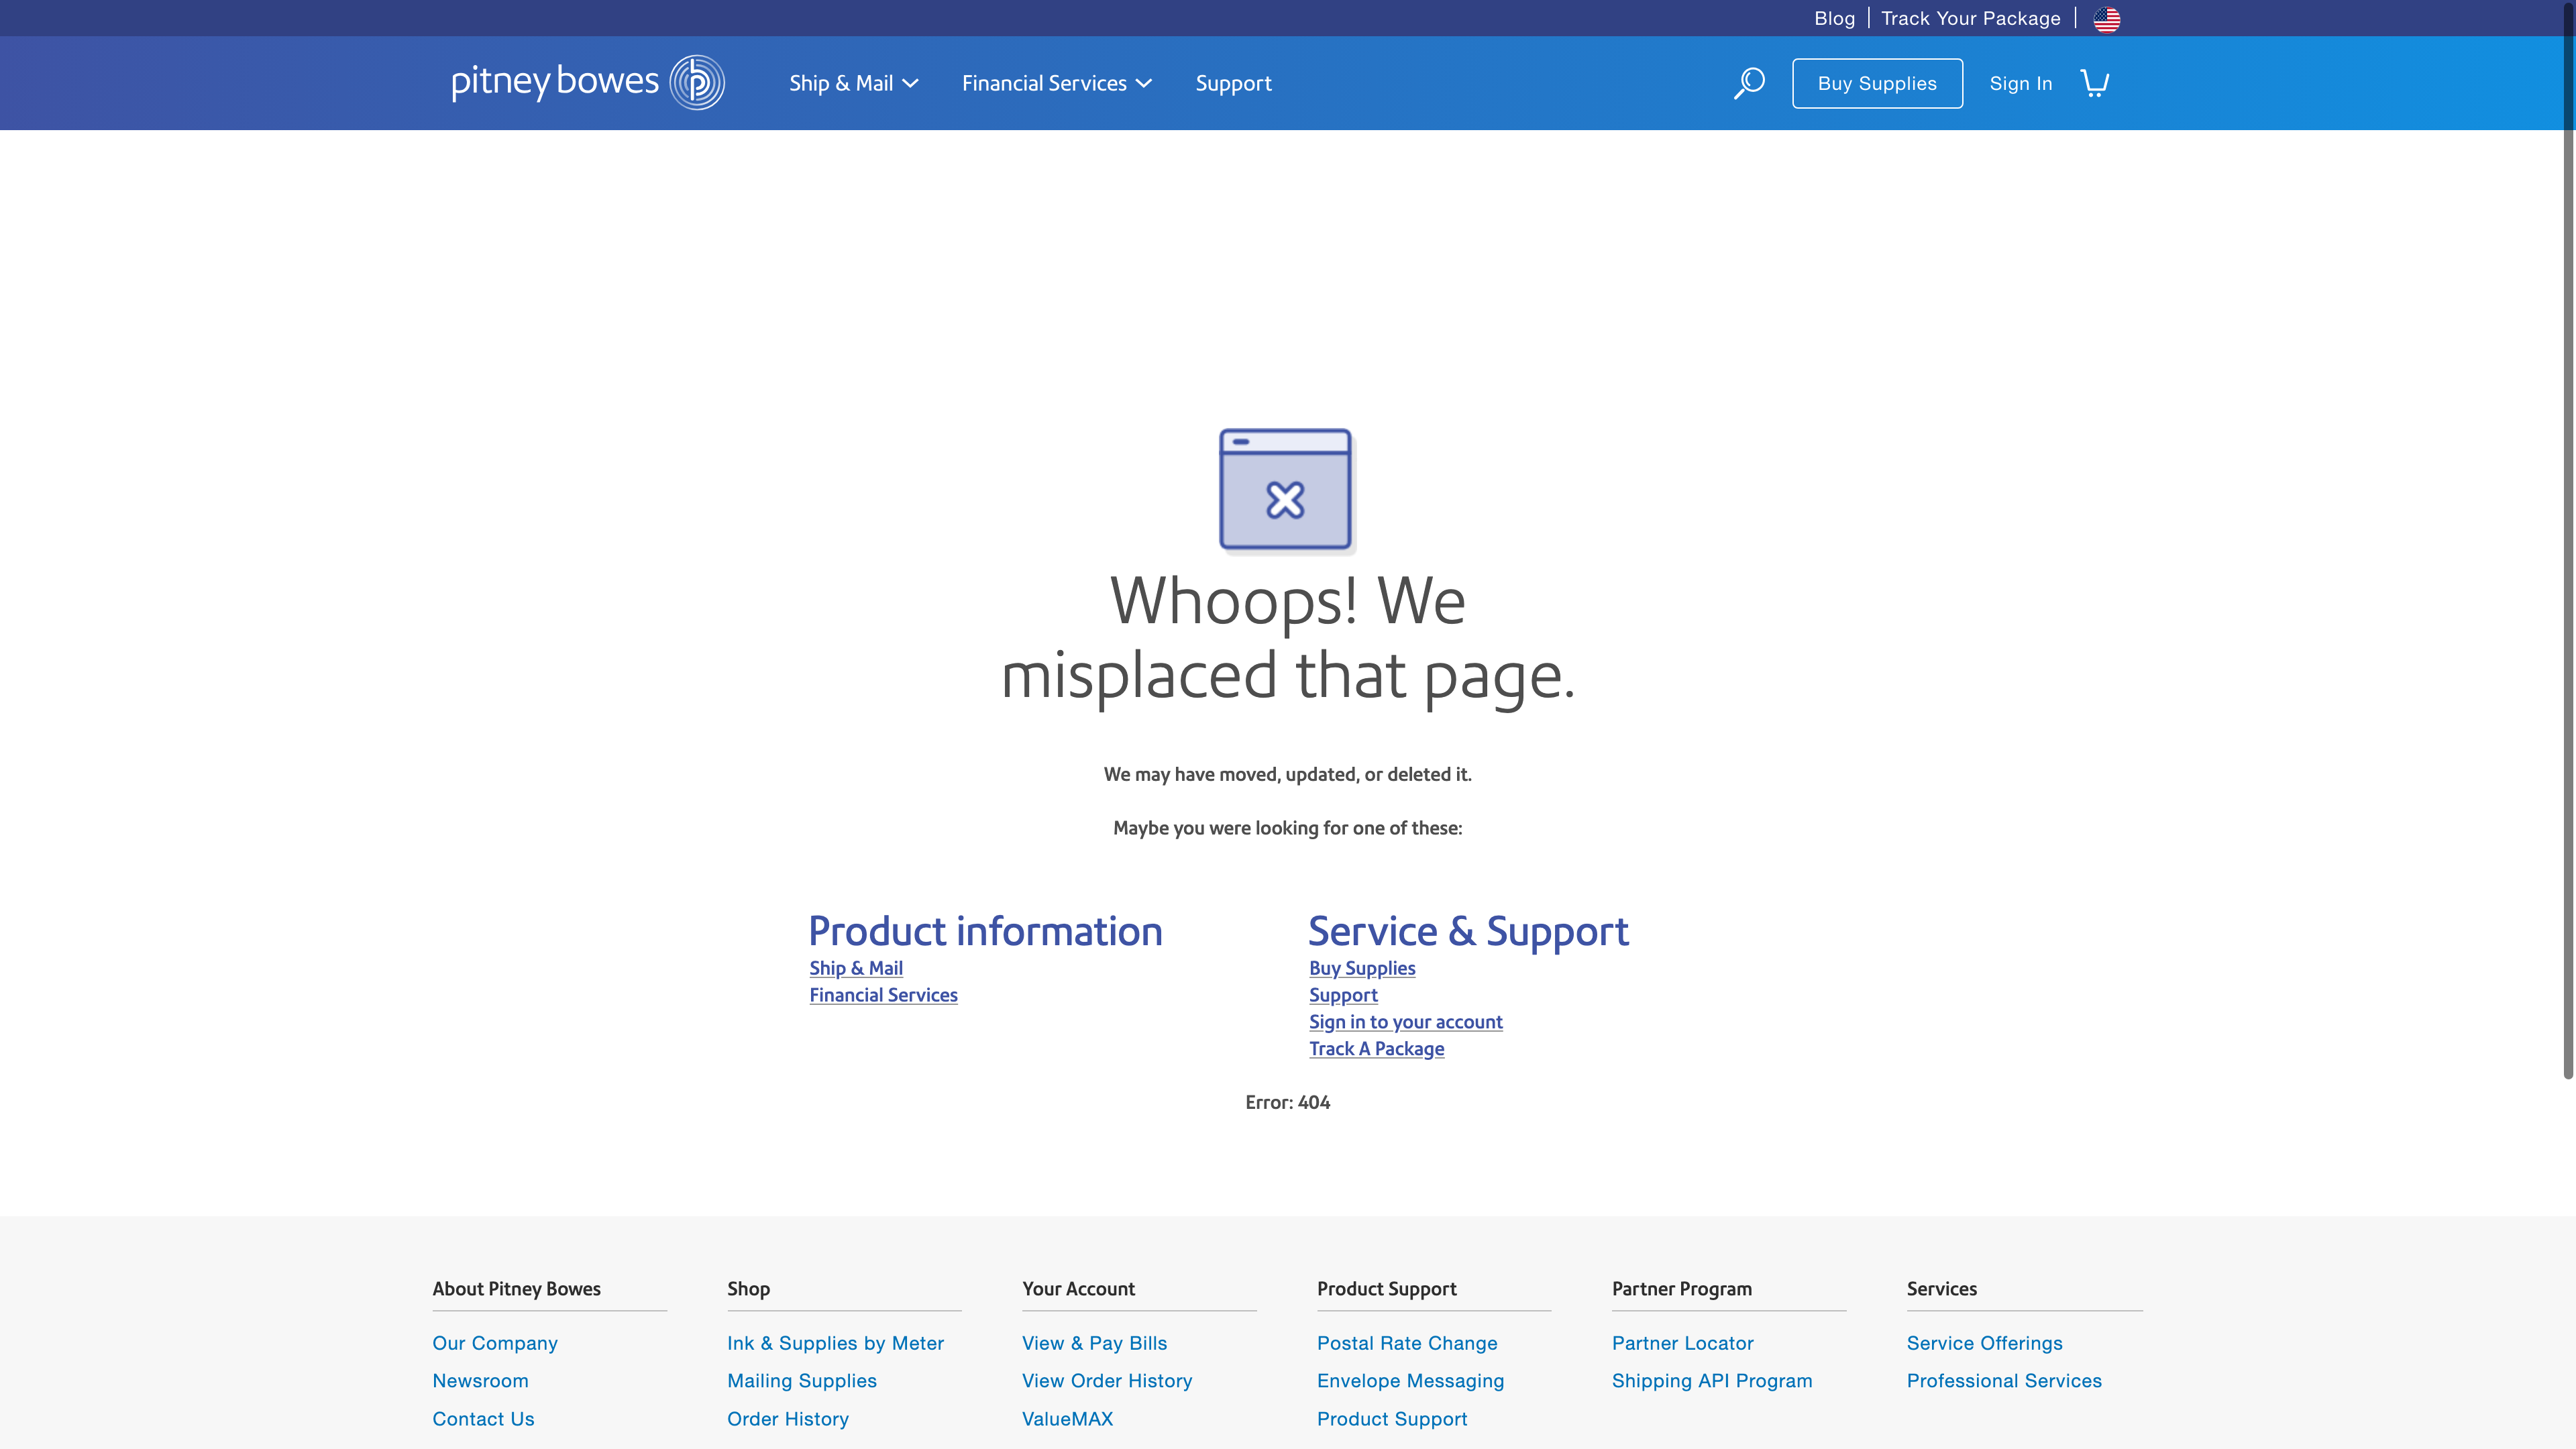 Blog
Track Your Package
pitney bowes
Ship & Mail
Financial Services
Support
Buy Supplies
Sign In
Whoops! We
misplaced that page.
We may have moved, updated, or deleted it.
Maybe you were looking for one of these:
Product information
Ship & Mail
Financial Services
Service & Support
Buy Supplies
Support
Sign in to your account
Track A Package
Error: 404
About Pitney Bowes
Our Company
Newsroom
Contact Us
Shop
Ink & Supplies by Meter
Mailing Supplies
Order History
Your Account
View & Pay Bills
View Order History
ValueMAX
Product Support
Postal Rate Change
Envelope Messaging
Product Support
Partner Program
Partner Locator
Shipping API Program
Services
Service Offerings
Professional Services